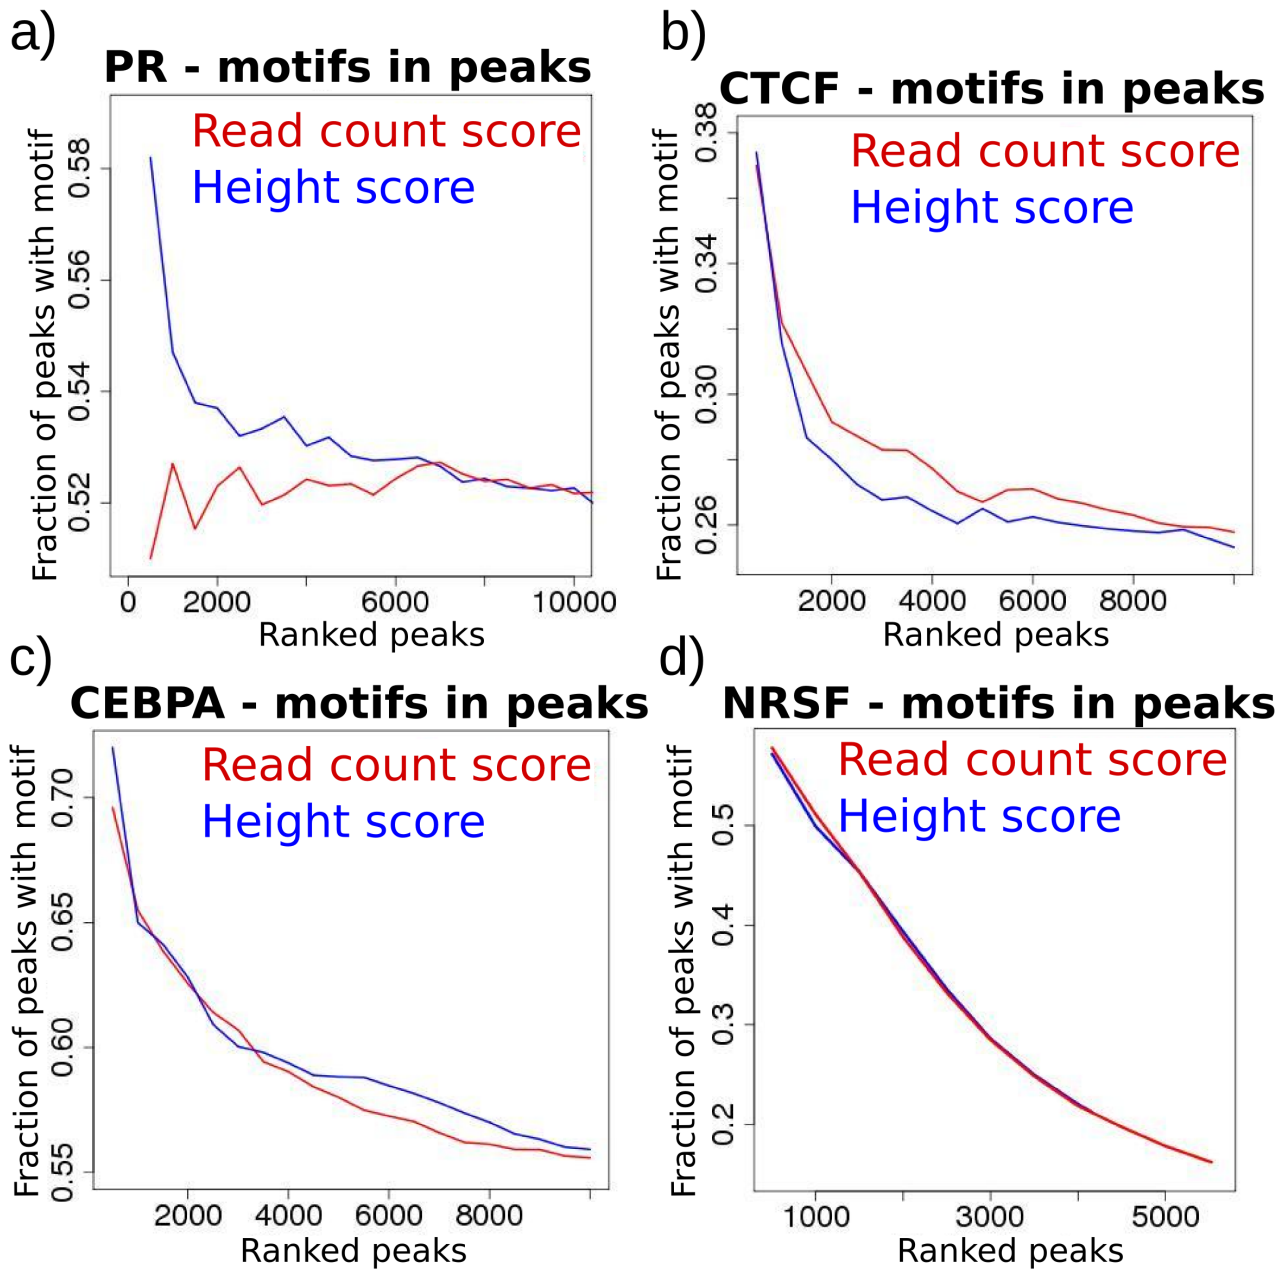 a)
PR - motifs in peaks
Read count score
Height score
Fraction of peaks with motif
0.58
0.56
0.54
0.52
0
2000
6000
10000
Ranked peaks
b)
CTCF - motifs in peaks
Read count score
Height score
Fraction of peaks with motif
0.38
0.34
0.30
0.26
2000
4000
6000
8000
Ranked peaks
c)
CEBPA - motifs in peaks
Read count score
Height score
Fraction of peaks with motif
0.70
0.65
0.60
0.55
2000
4000
6000
8000
Ranked peaks
d)
NRSF - motifs in peaks
Read count score
Height score
Fraction of peaks with motif
0.5
0.4
0.3
0.2
1000
3000
5000
Ranked peaks